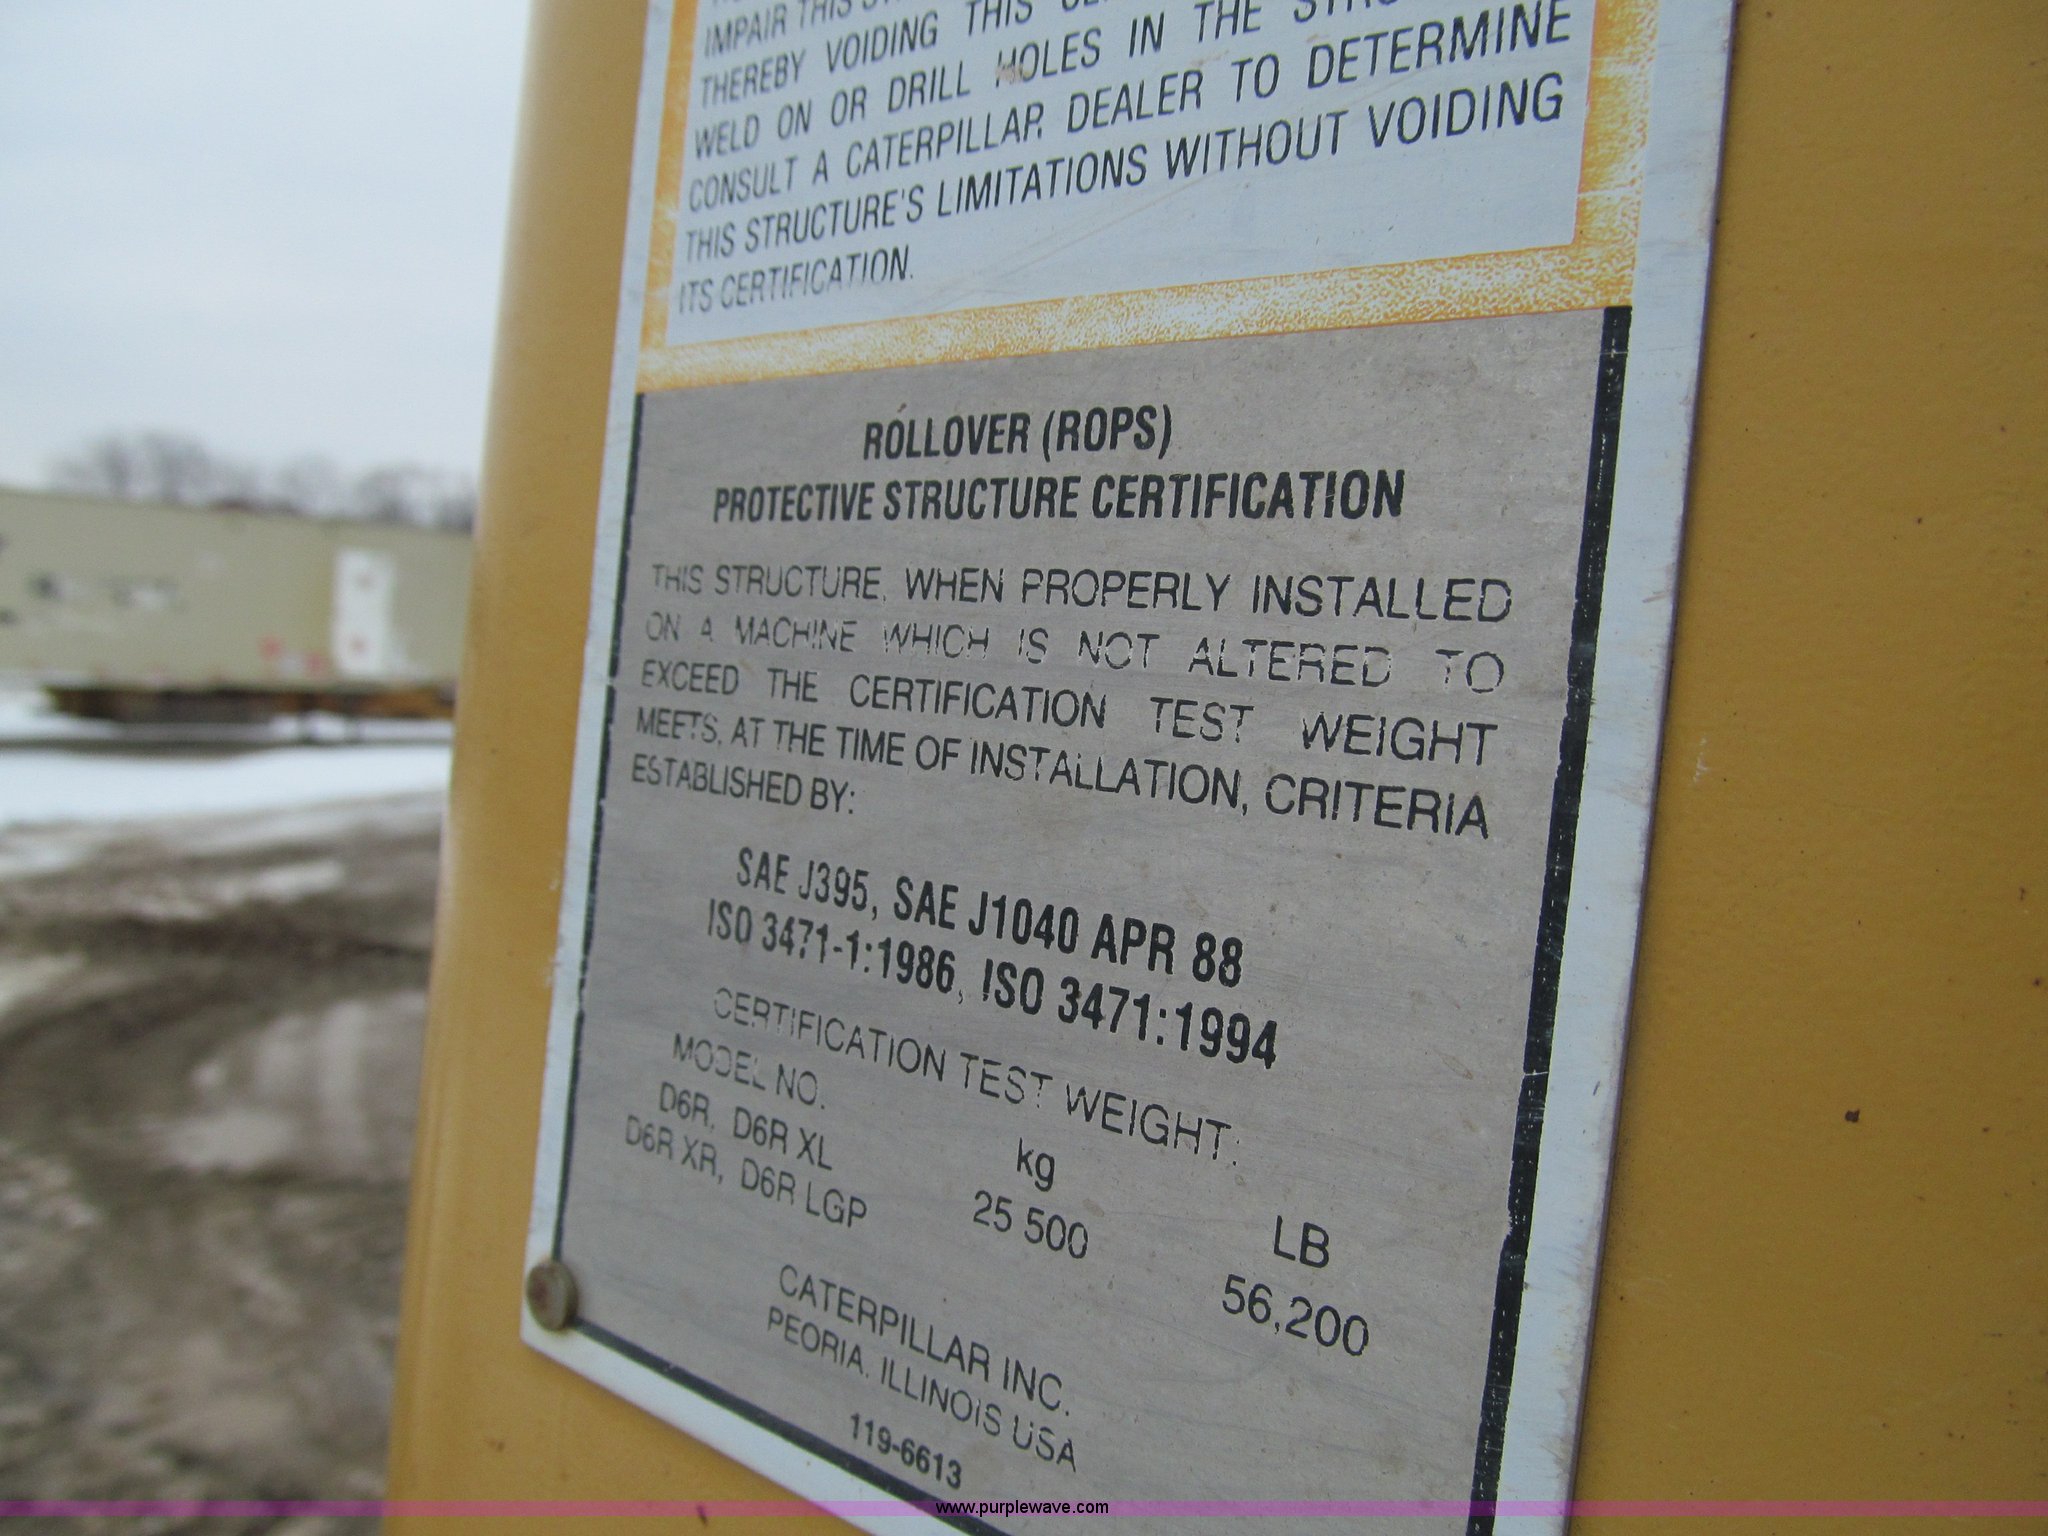 IMPAIR THIS
THEREBY VOIDING THIS
WELD ON OR DRILL HOLES IN THE
CONSULT A CATERPILLAR DEALER TO DETERMINE
THIS STRUCTURE'S LIMITATIONS WITHOUT VOIDING
ITS CERTIFICATION.
ROLLOVER (ROPS)
PROTECTIVE STRUCTURE CERTIFICATION
THIS STRUCTURE, WHEN PROPERLY INSTALLED
ON A MACHINE WHICH IS NOT ALTERED TO
EXCEED THE CERTIFICATION TEST WEIGHT
MEETS, AT THE TIME OF INSTALLATION, CRITERIA
ESTABLISHED BY:
SAE J395, SAE J1040 APR 88
ISO 3471-1:1986, ISO 3471:1994
CERTIFICATION TEST WEIGHT:
MODEL NO. kg LB
D6R, D6R XL
D6R XR, D6R LGP 25 500 56,200
CATERPILLAR INC.
PEORIA, ILLINOIS USA
119-6613
www.purplewave.com